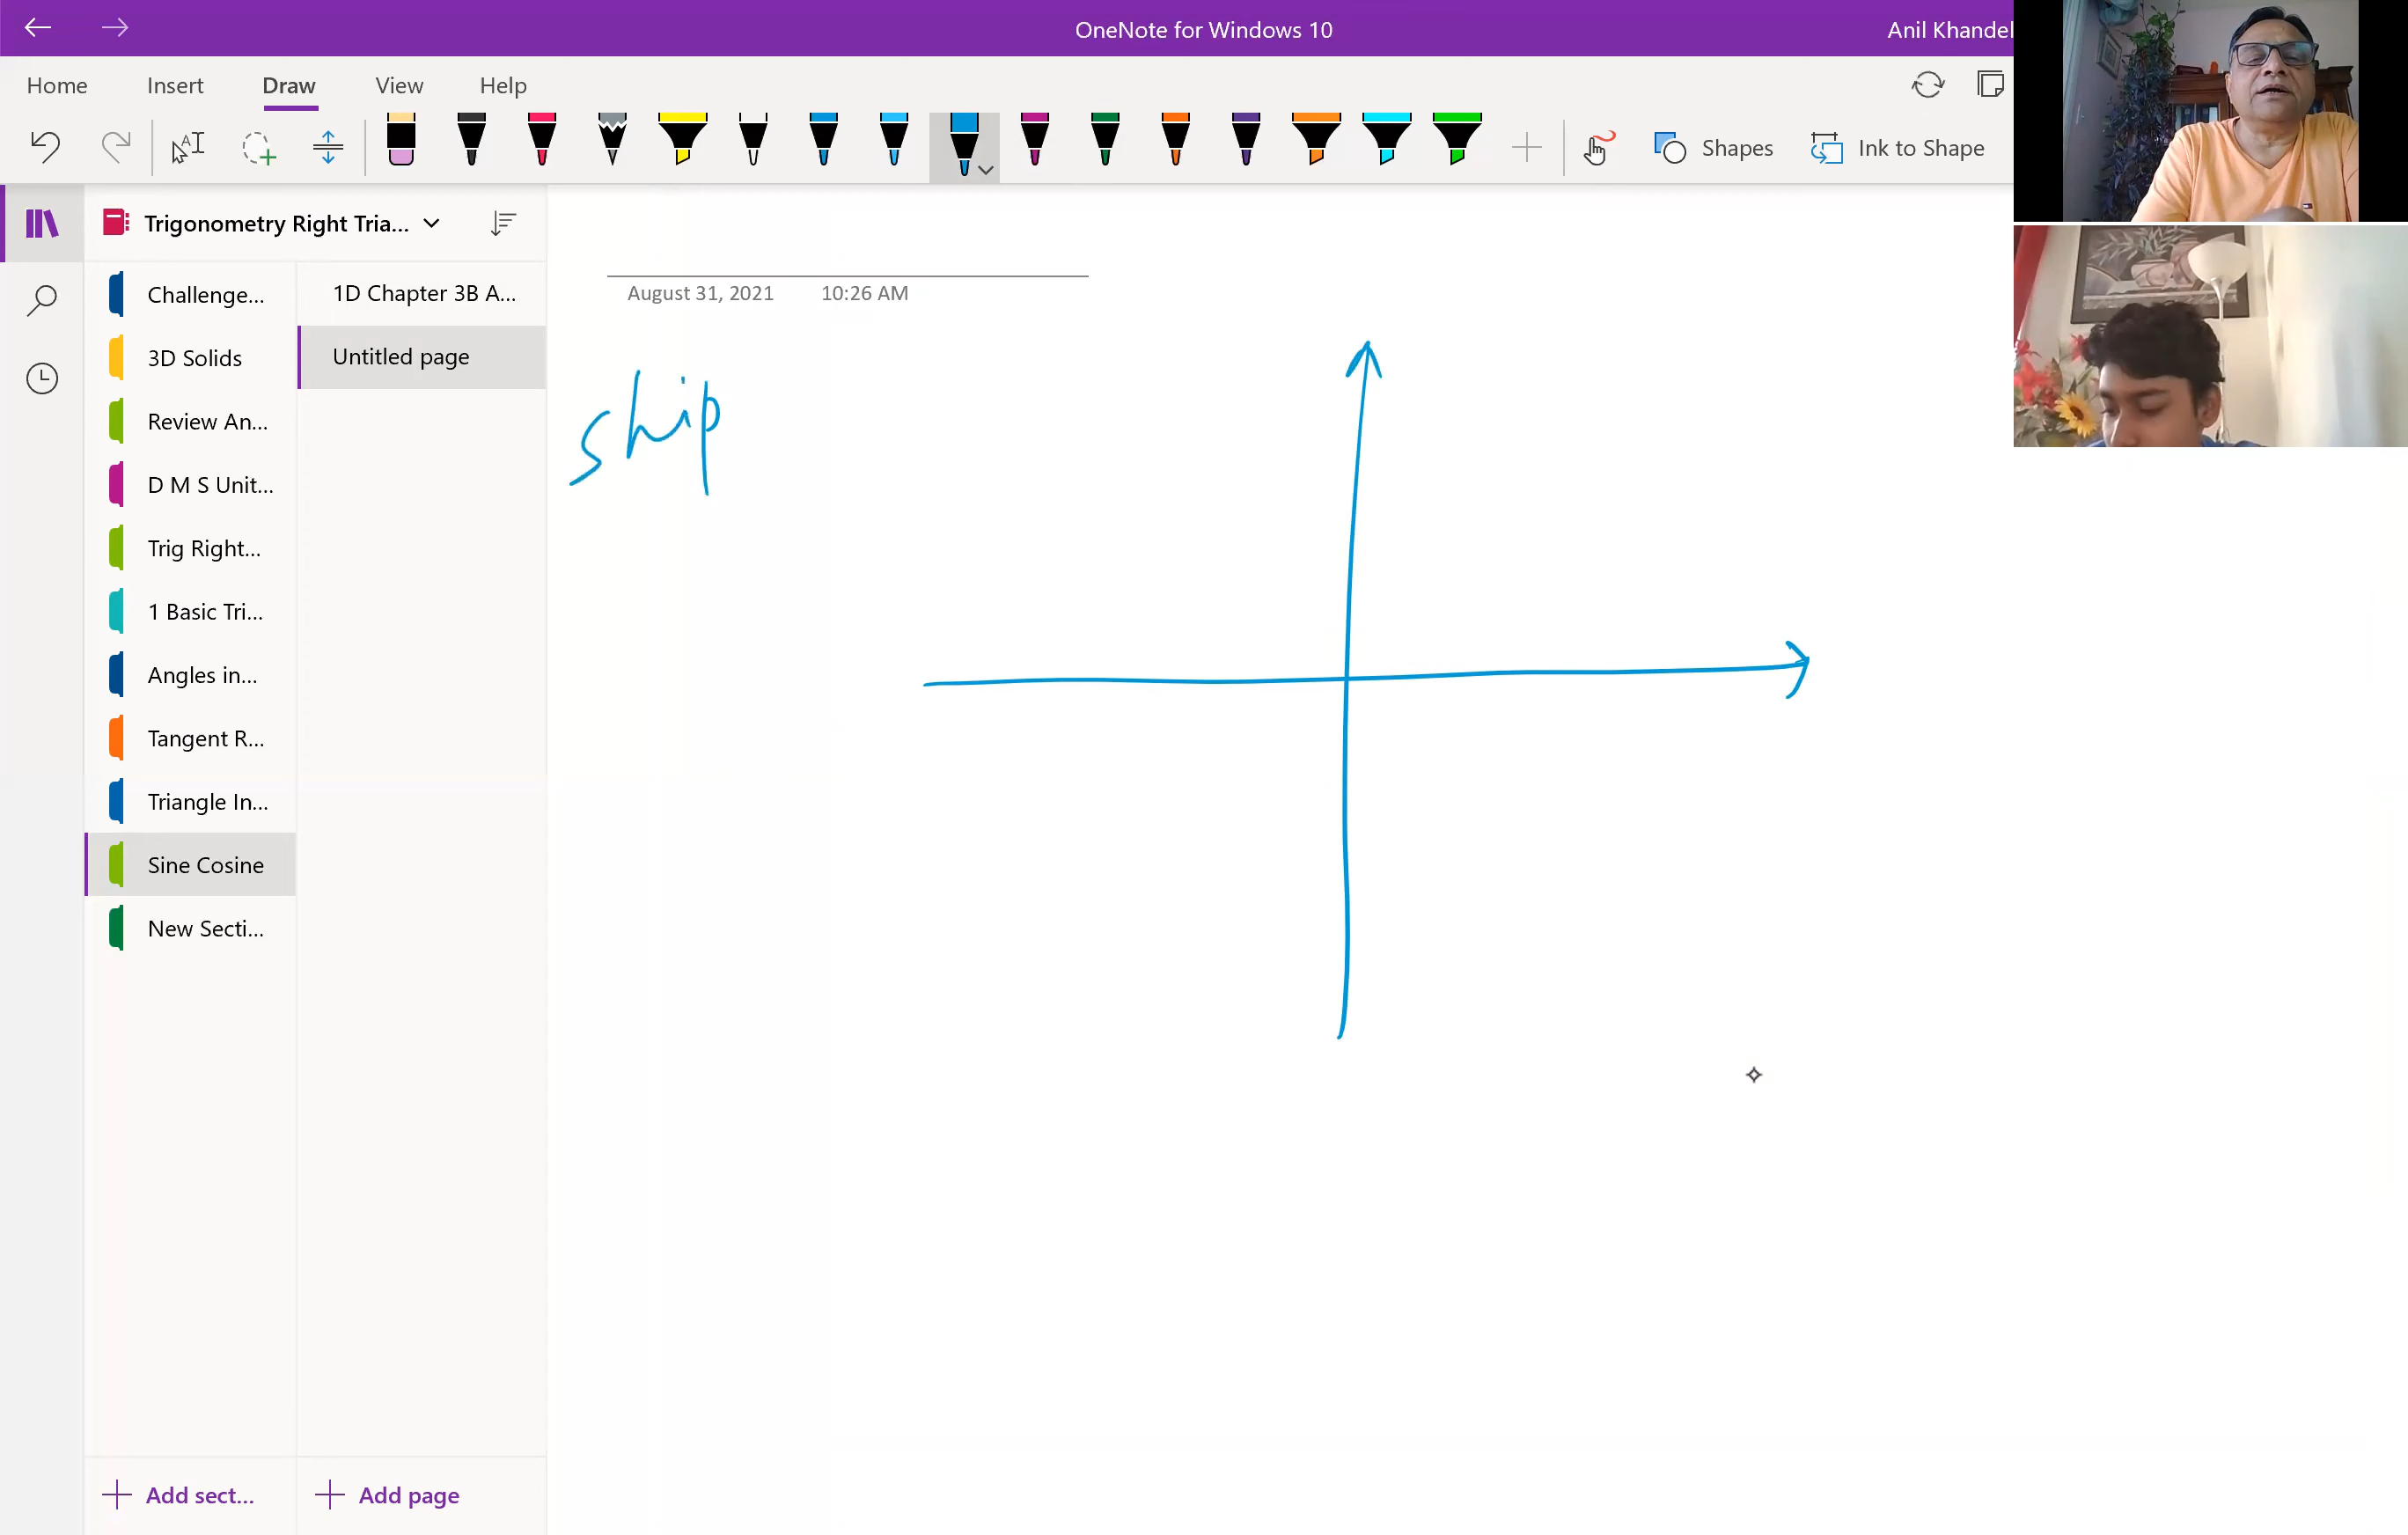 OneNote for Windows 10
Anil Khandel
Home Insert Draw View Help
Shapes Ink to Shape
Trigonometry Right Tria...
Challenge...
3D Solids
Review An...
D M S Unit...
Trig Right...
1 Basic Tri...
Angles in...
Tangent R...
Triangle In...
Sine Cosine
New Secti...
Add sect...
1D Chapter 3B A...
Untitled page
Add page
August 31, 2021 10:26 AM
ship